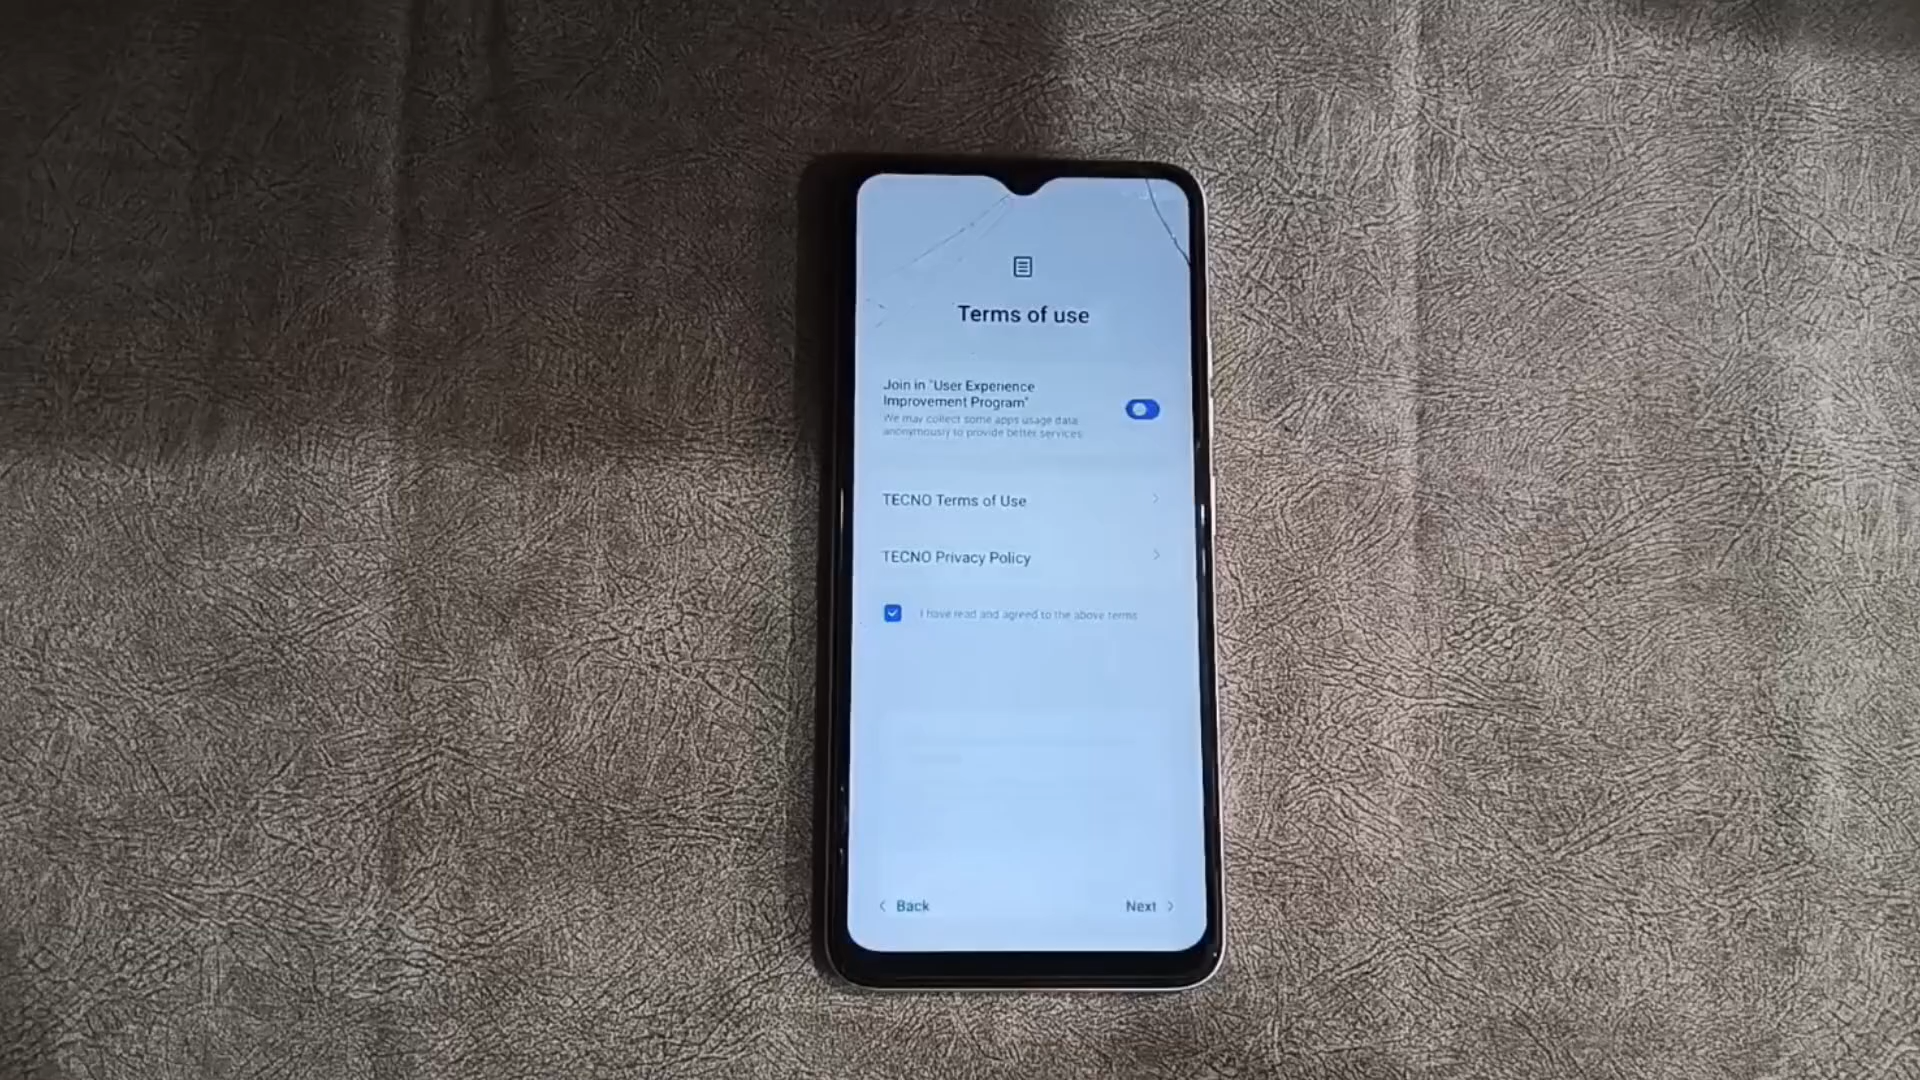 Terms of use
Join in "User Experience
Improvement Program"
We may collect some apps usage data
anonymously to provide better services
TECNO Terms of Use
TECNO Privacy Policy
I have read and agreed to the above terms
Back
Next